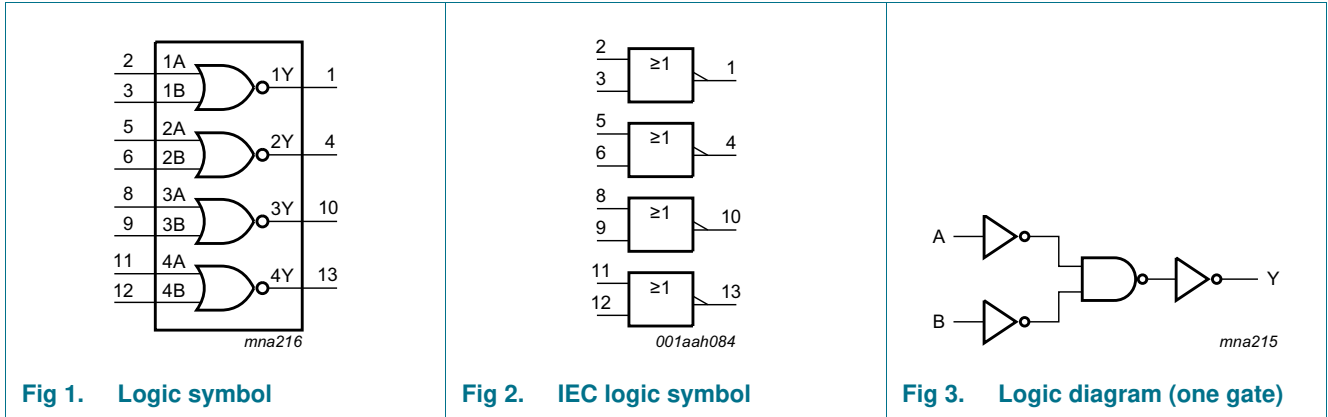 2 1A 1Y 1
3 1B
5 2A 2Y 4
6 2B
8 3A 3Y 10
9 3B
11 4A 4Y 13
12 4B
mna216
Fig 1. Logic symbol
2 ≥1 1
3
5 ≥1 4
6
8 ≥1 10
9
11 ≥1 13
12
001aah084
Fig 2. IEC logic symbol
A
Y
B
mna215
Fig 3. Logic diagram (one gate)